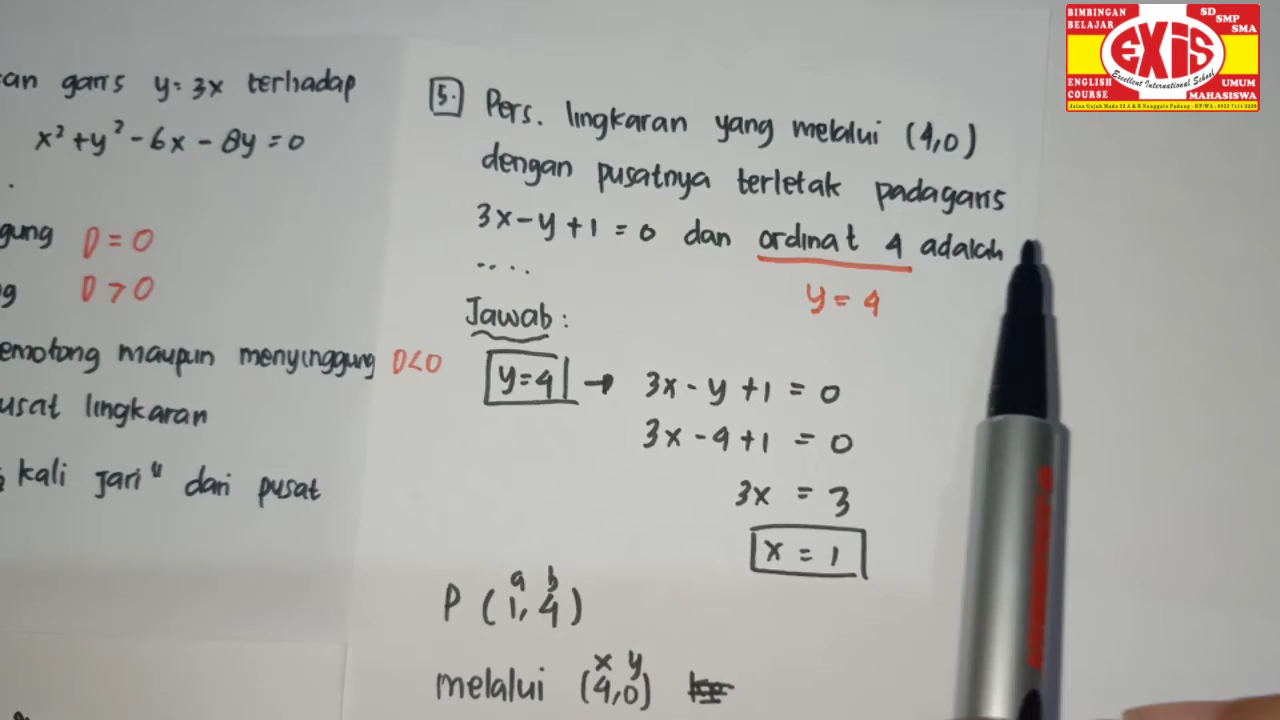 BIMBINGAN
BELAJAR
SD
SMP
SMA
EXIS
Excellent International School
ENGLISH
COURSE
UMUM
MAHASISWA
an garis y = 3x terhadap
x² + y² - 6x - 8y = 0
.
gung D = 0
g D > 0
emotong maupun menyinggung D<0
usat lingkaran
kali jari" dari pusat
5. Pers. lingkaran yang melalui (4,0)
dengan pusatnya terletak pada garis
3x - y + 1 = 0 dan ordinat 4 adalah
....
y = 4
Jawab :
y = 4 → 3x - y + 1 = 0
3x - 4 + 1 = 0
3x = 3
x = 1
a b
P (1, 4)
x y
melalui (4,0)